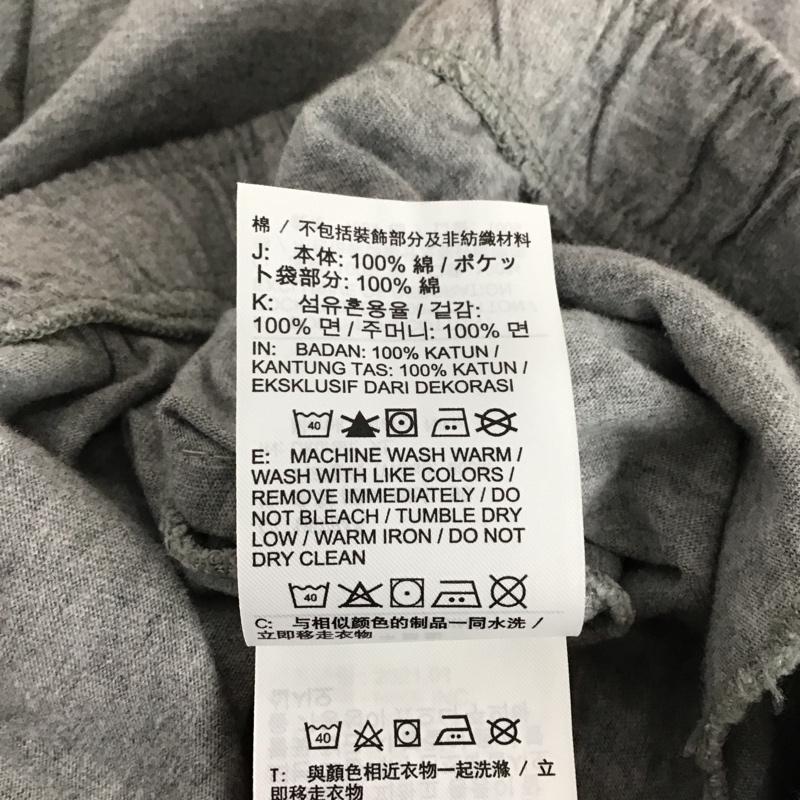 棉 / 不包括裝飾部分及非紡織材料
J: 本体: 100% 綿 / ポケッ
ト袋部分: 100% 綿
K: 섬유혼용율 / 겉감:
100% 면 / 주머니: 100% 면
IN: BADAN: 100% KATUN /
KANTUNG TAS: 100% KATUN /
EKSKLUSIF DARI DEKORASI
40
E: MACHINE WASH WARM /
WASH WITH LIKE COLORS /
REMOVE IMMEDIATELY / DO
NOT BLEACH / TUMBLE DRY
LOW / WARM IRON / DO NOT
DRY CLEAN
40
C: 与相似颜色的制品一同水洗 /
立即移走衣物
40
T: 與顏色相近衣物一起洗滌 / 立
即移走衣物